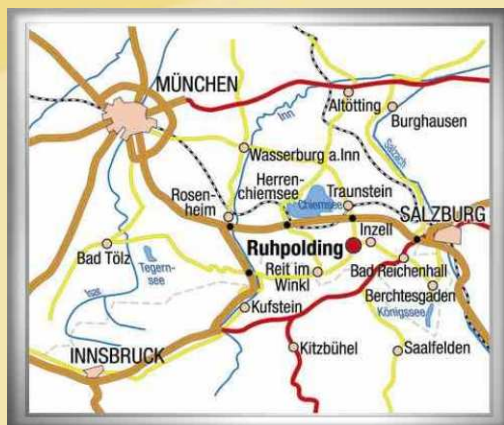 MÜNCHEN
Altötting
Burghausen
Inn
Salzach
Wasserburg a.Inn
Herren-
chiemsee
Traunstein
Chiemsee
Rosen-
heim
SALZBURG
Inzell
Ruhpolding
Bad Tölz
Tegern-
see
Reit im
Winkl
Bad Reichenhall
Berchtesgaden
Königssee
Isar
Kufstein
INNSBRUCK
Kitzbühel
Saalfelden